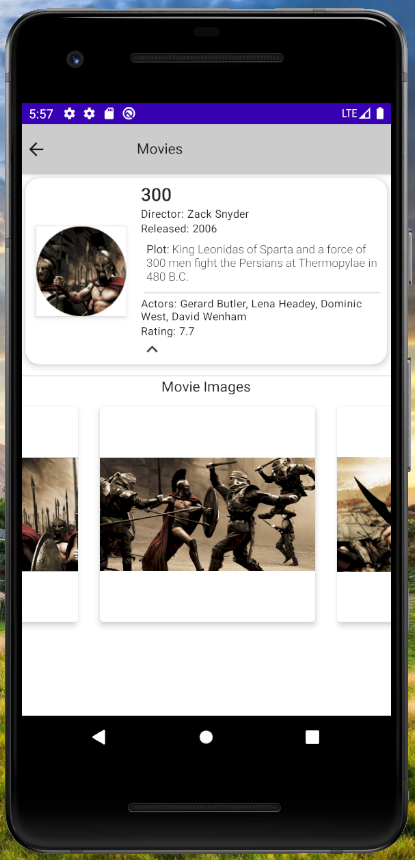 5:57
LTE
Movies
300
Director: Zack Snyder
Released: 2006
Plot: King Leonidas of Sparta and a force of
300 men fight the Persians at Thermopylae in
480 B.C.
Actors: Gerard Butler, Lena Headey, Dominic
West, David Wenham
Rating: 7.7
Movie Images